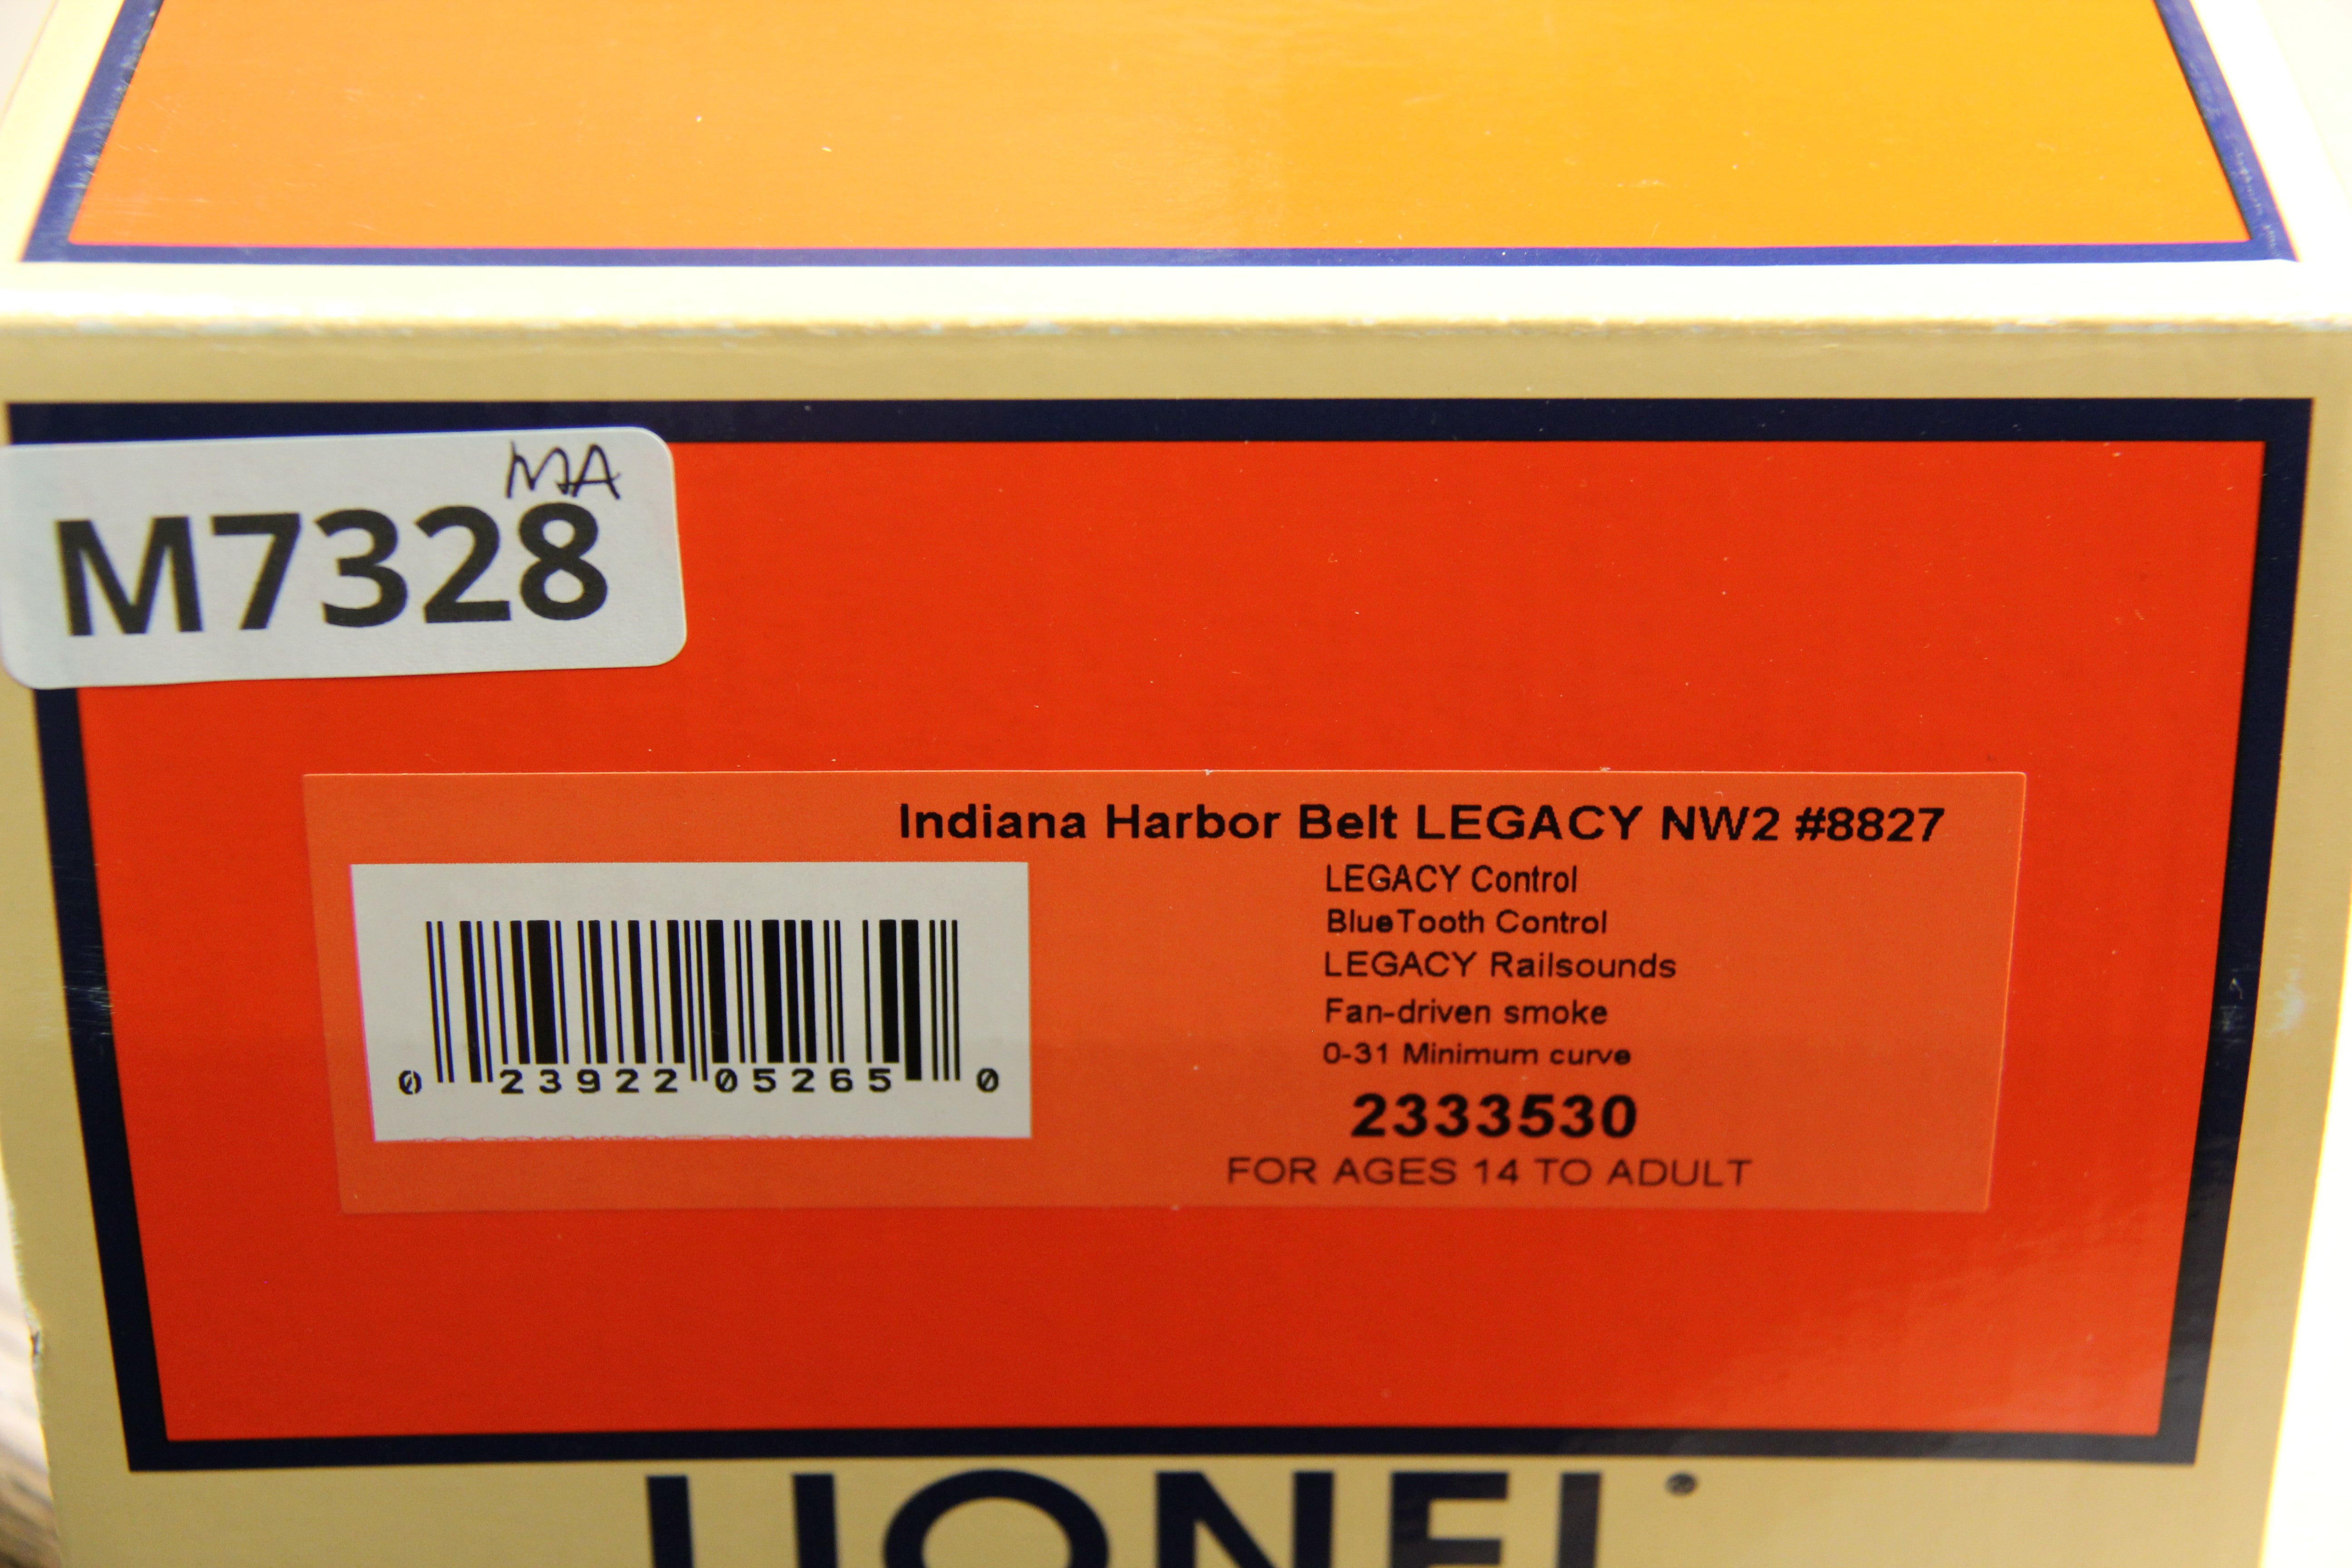 MA
M7328
Indiana Harbor Belt LEGACY NW2 #8827
LEGACY Control
BlueTooth Control
LEGACY Railsounds
Fan-driven smoke
0-31 Minimum curve
2333530
FOR AGES 14 TO ADULT
0 23922 05265 0
LIONEL®